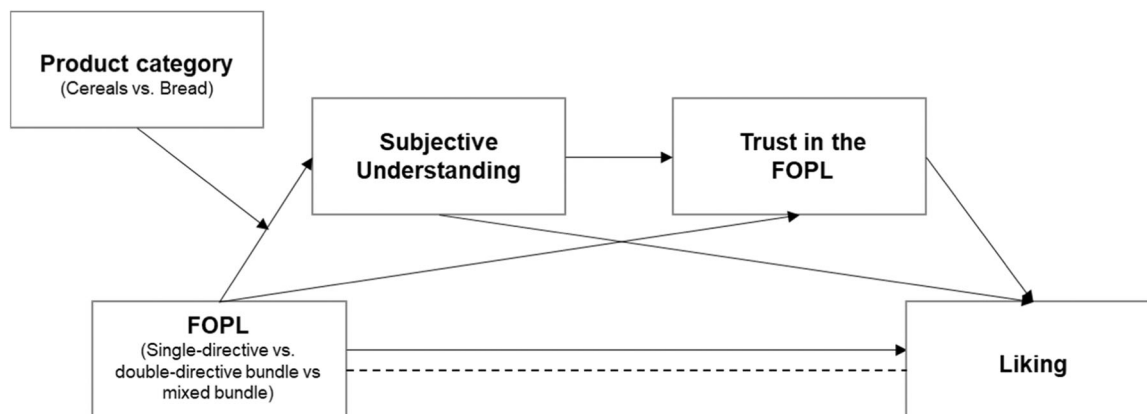 Product category
(Cereals vs. Bread)
Subjective
Understanding
Trust in the
FOPL
FOPL
(Single-directive vs.
double-directive bundle vs
mixed bundle)
Liking